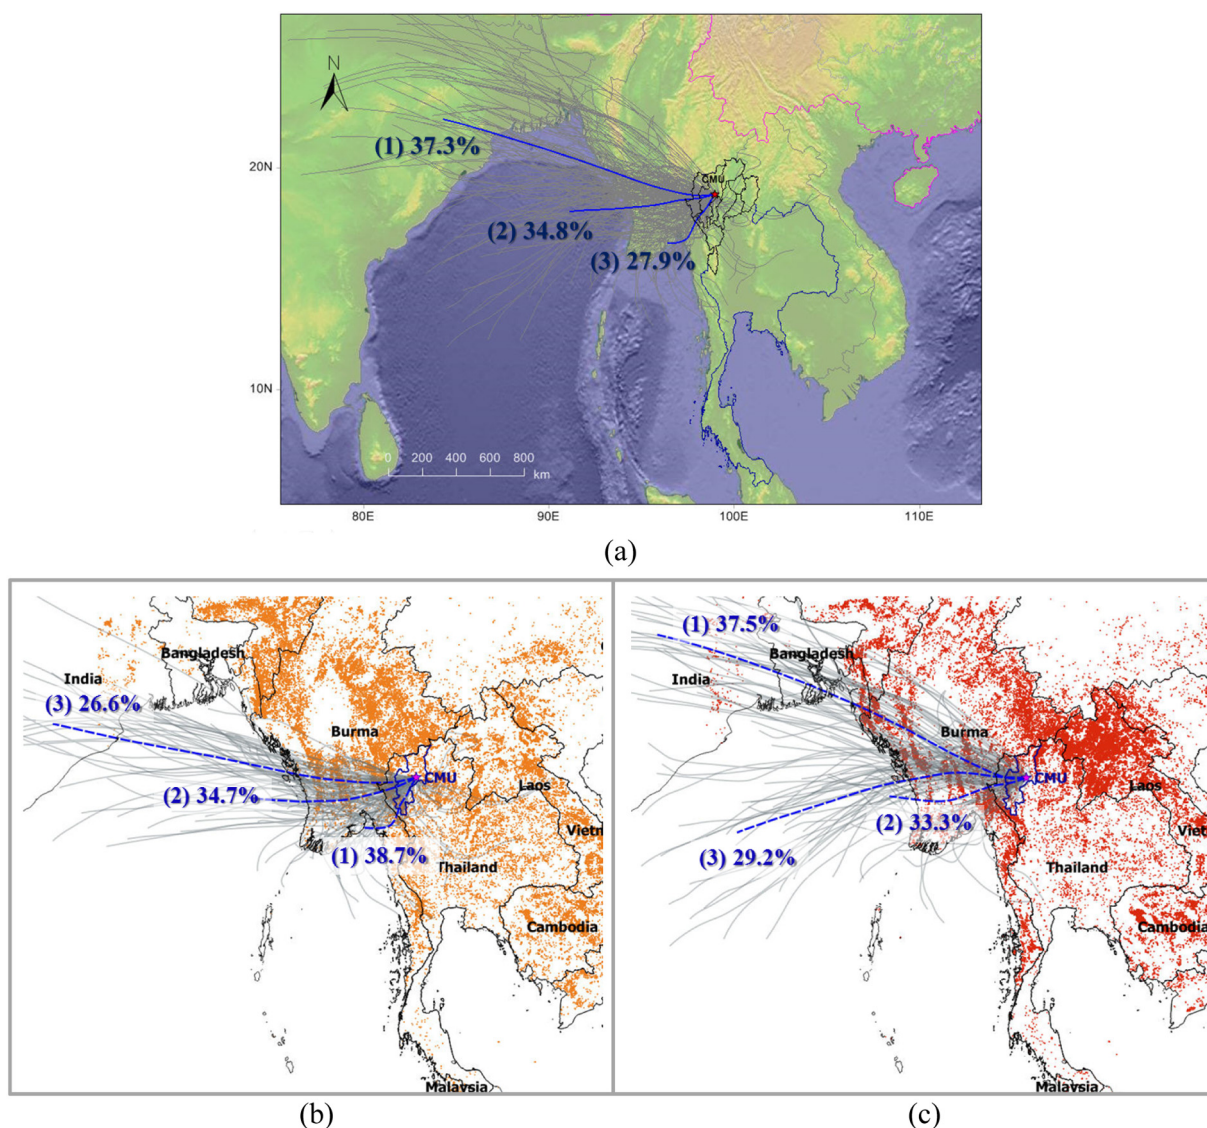 N
(1) 37.3%
20N
CMU
(2) 34.8%
(3) 27.9%
10N
0 200 400 600 800
km
80E 90E 100E 110E
(a)
Bangladesh
India
(3) 26.6%
Burma
CMU
(2) 34.7%
Laos
(1) 38.7%
Vietn
Thailand
Cambodia
Malaysia
(b)
(1) 37.5%
Bangladesh
India
Burma
CMU
Laos
(2) 33.3%
Vietn
(3) 29.2%
Thailand
Cambodia
Malaysia
(c)